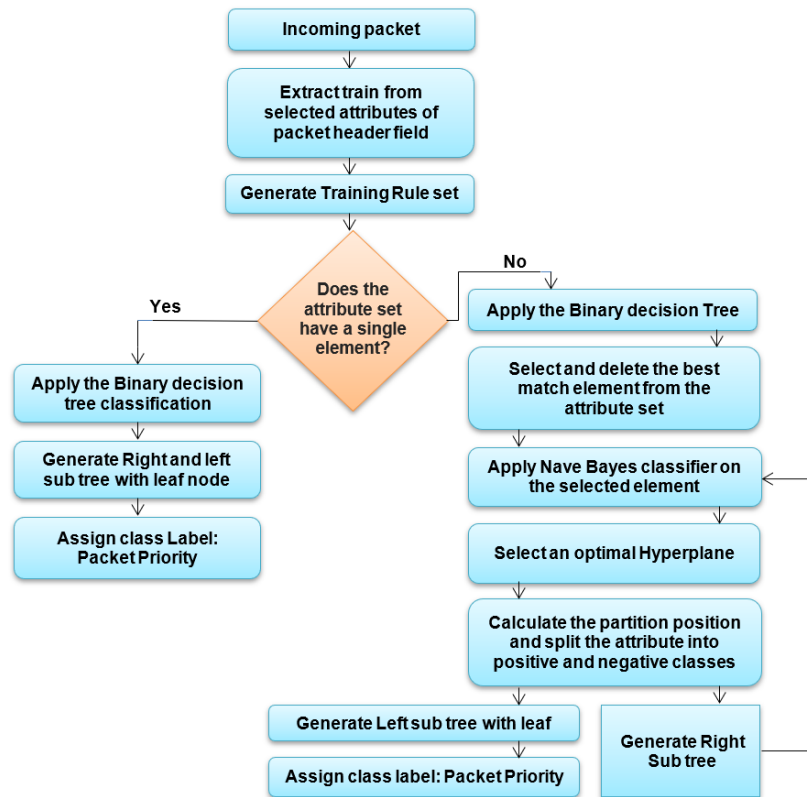 Incoming packet
Extract train from
selected attributes of
packet header field
Generate Training Rule set
Does the
attribute set
have a single
element?
Yes
Apply the Binary decision
tree classification
Generate Right and left
sub tree with leaf node
Assign class Label:
Packet Priority
No
Apply the Binary decision Tree
Select and delete the best
match element from the
attribute set
Apply Nave Bayes classifier on
the selected element
Select an optimal Hyperplane
Calculate the partition position
and split the attribute into
positive and negative classes
Generate Left sub tree with leaf
Assign class label: Packet Priority
Generate Right
Sub tree